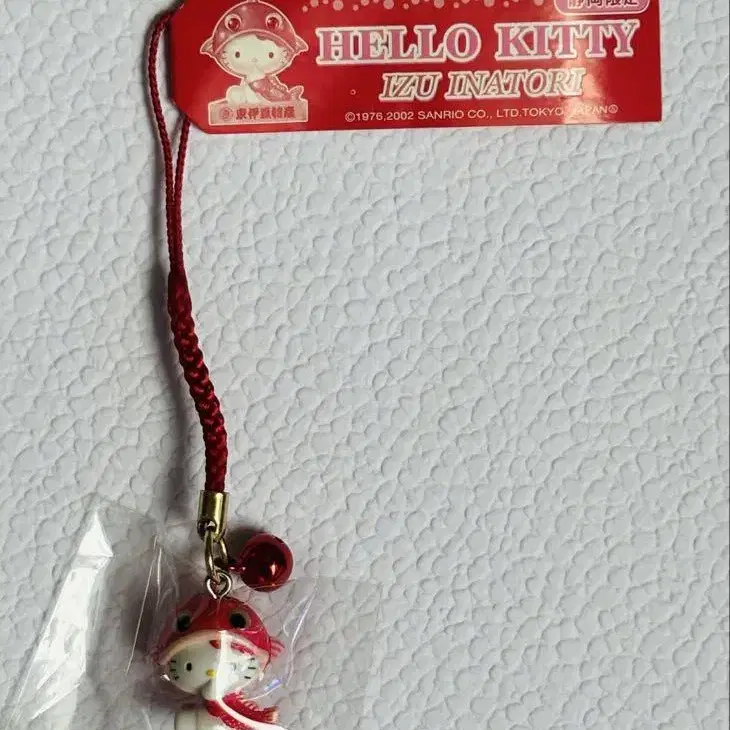 静岡限定
HELLO KITTY
IZU INATORI
©1976,2002 SANRIO CO., LTD.TOKYO, JAPAN®